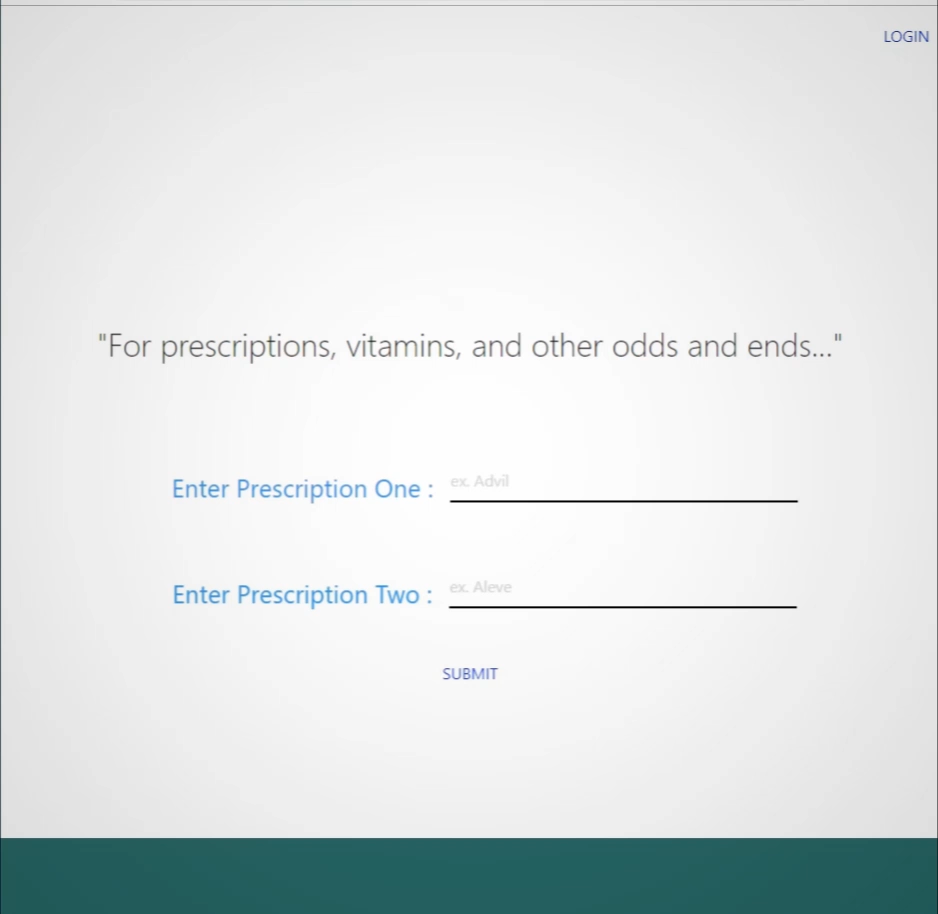 LOGIN
"For prescriptions, vitamins, and other odds and ends..."
Enter Prescription One : ex. Advil
Enter Prescription Two : ex. Aleve
SUBMIT